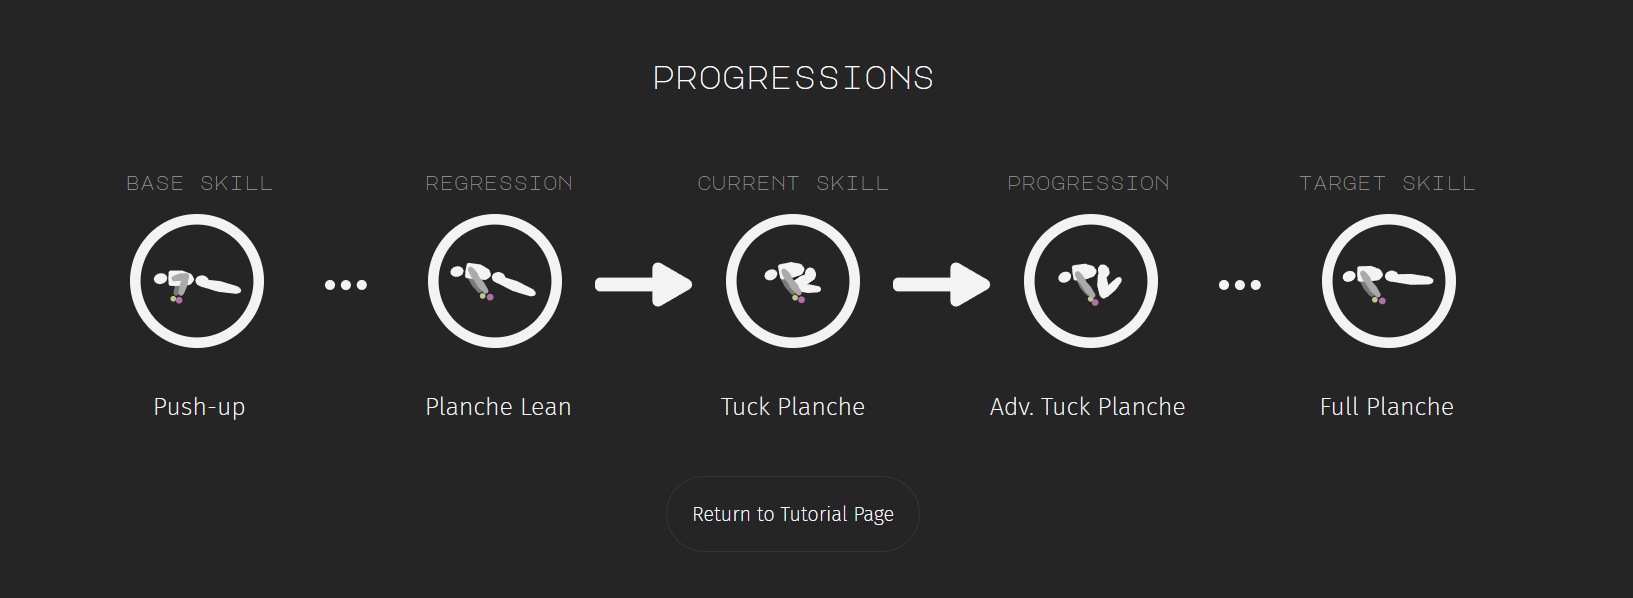 PROGRESSIONS
BASE SKILL
REGRESSION
CURRENT SKILL
PROGRESSION
TARGET SKILL
Push-up
Planche Lean
Tuck Planche
Adv. Tuck Planche
Full Planche
Return to Tutorial Page